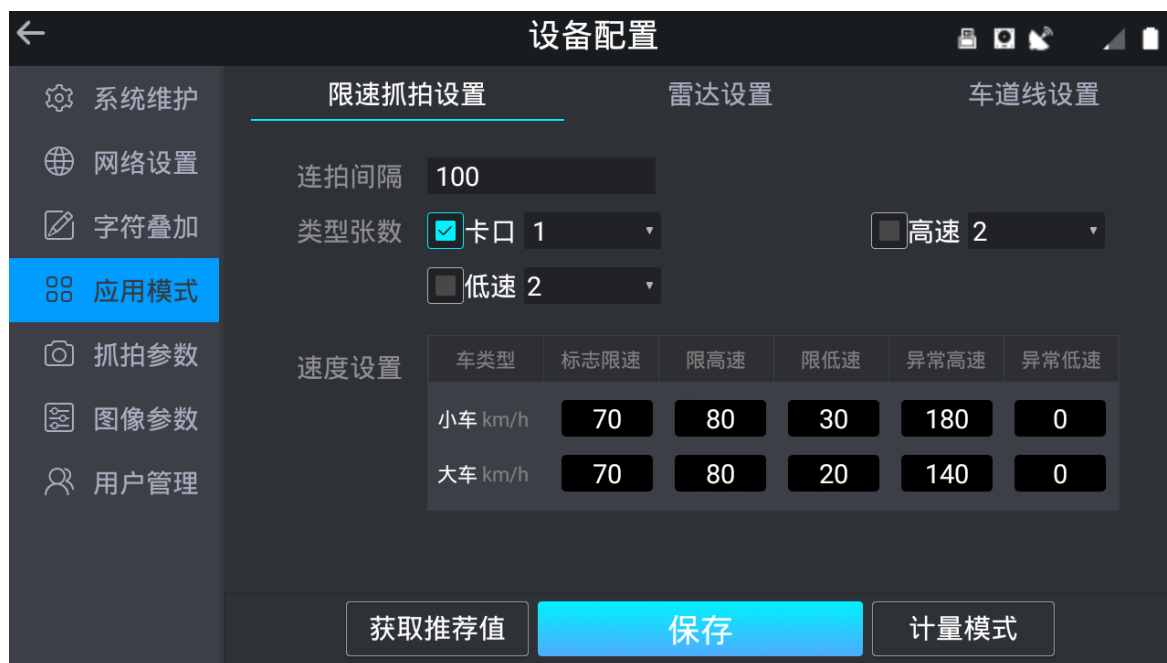 设备配置
系统维护
网络设置
字符叠加
应用模式
抓拍参数
图像参数
用户管理
限速抓拍设置 雷达设置 车道线设置
连拍间隔 100
类型张数 卡口 1 高速 2
低速 2
速度设置 车类型 标志限速 限高速 限低速 异常高速 异常低速
小车 km/h 70 80 30 180 0
大车 km/h 70 80 20 140 0
获取推荐值 保存 计量模式